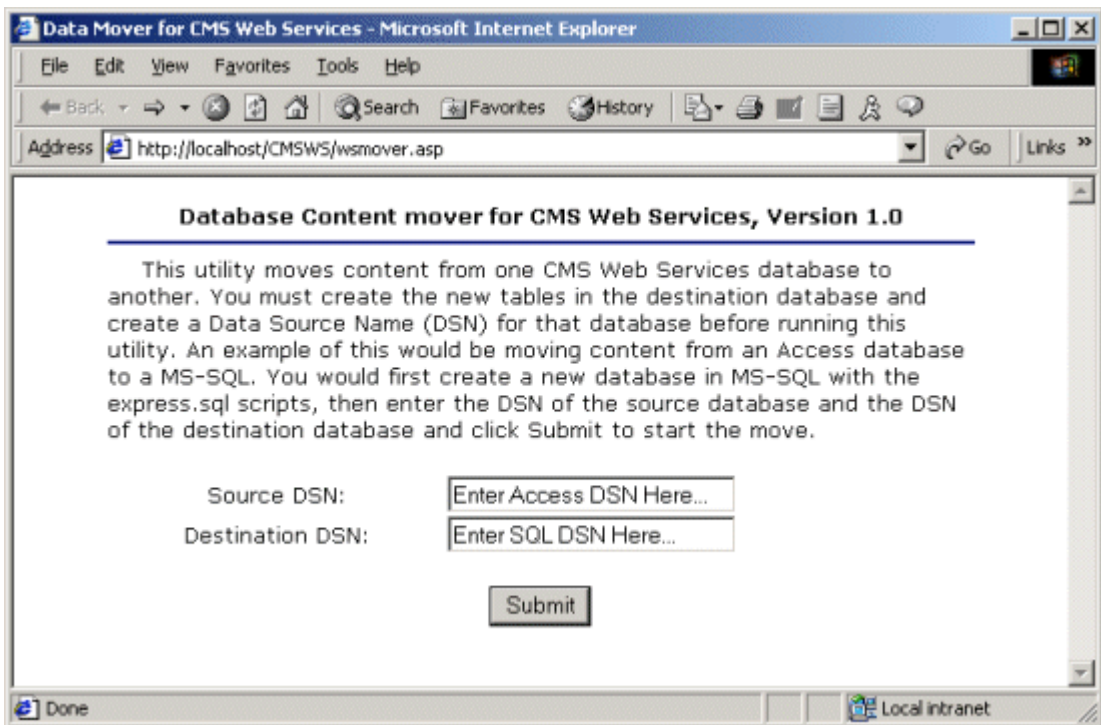 Data Mover for CMS Web Services - Microsoft Internet Explorer
File Edit View Favorites Tools Help
Back Search Favorites History
Address http://localhost/CMSWS/wsmover.asp Go Links »
Database Content mover for CMS Web Services, Version 1.0
This utility moves content from one CMS Web Services database to
another. You must create the new tables in the destination database and
create a Data Source Name (DSN) for that database before running this
utility. An example of this would be moving content from an Access database
to a MS-SQL. You would first create a new database in MS-SQL with the
express.sql scripts, then enter the DSN of the source database and the DSN
of the destination database and click Submit to start the move.
Source DSN: Enter Access DSN Here...
Destination DSN: Enter SQL DSN Here...
Submit
Done Local intranet